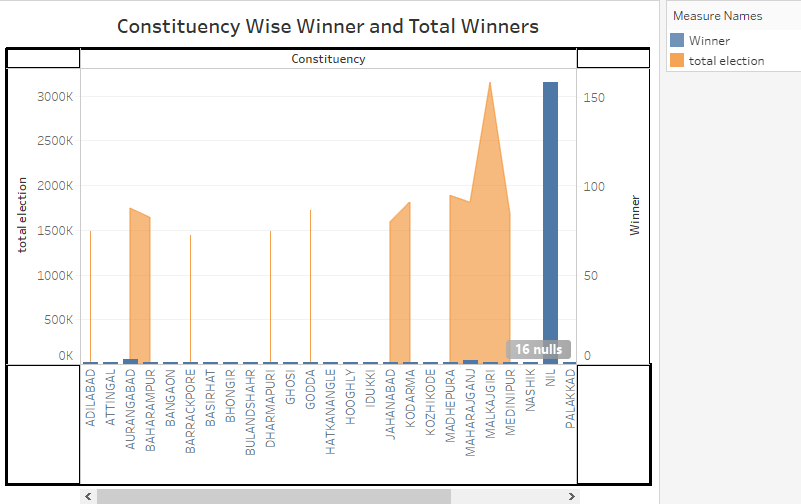 Constituency Wise Winner and Total Winners
Measure Names
Winner
total election
Constituency
3000K
2500K
2000K
1500K
1000K
500K
0K
total election
150
100
50
0
Winner
16 nulls
ADILABAD
ATTINGAL
AURANGABAD
BAHARAMPUR
BANGAON
BARRACKPORE
BASIRHAT
BHONGIR
BULANDSHAHR
DHARMAPURI
GHOSI
GODDA
HATKANANGLE
HOOGHLY
IDUKKI
JAHANABAD
KODARMA
KOZHIKODE
MADHEPURA
MAHARAJGANJ
MALKAJGIRI
MEDINIPUR
NASHIK
NIL
PALAKKAD